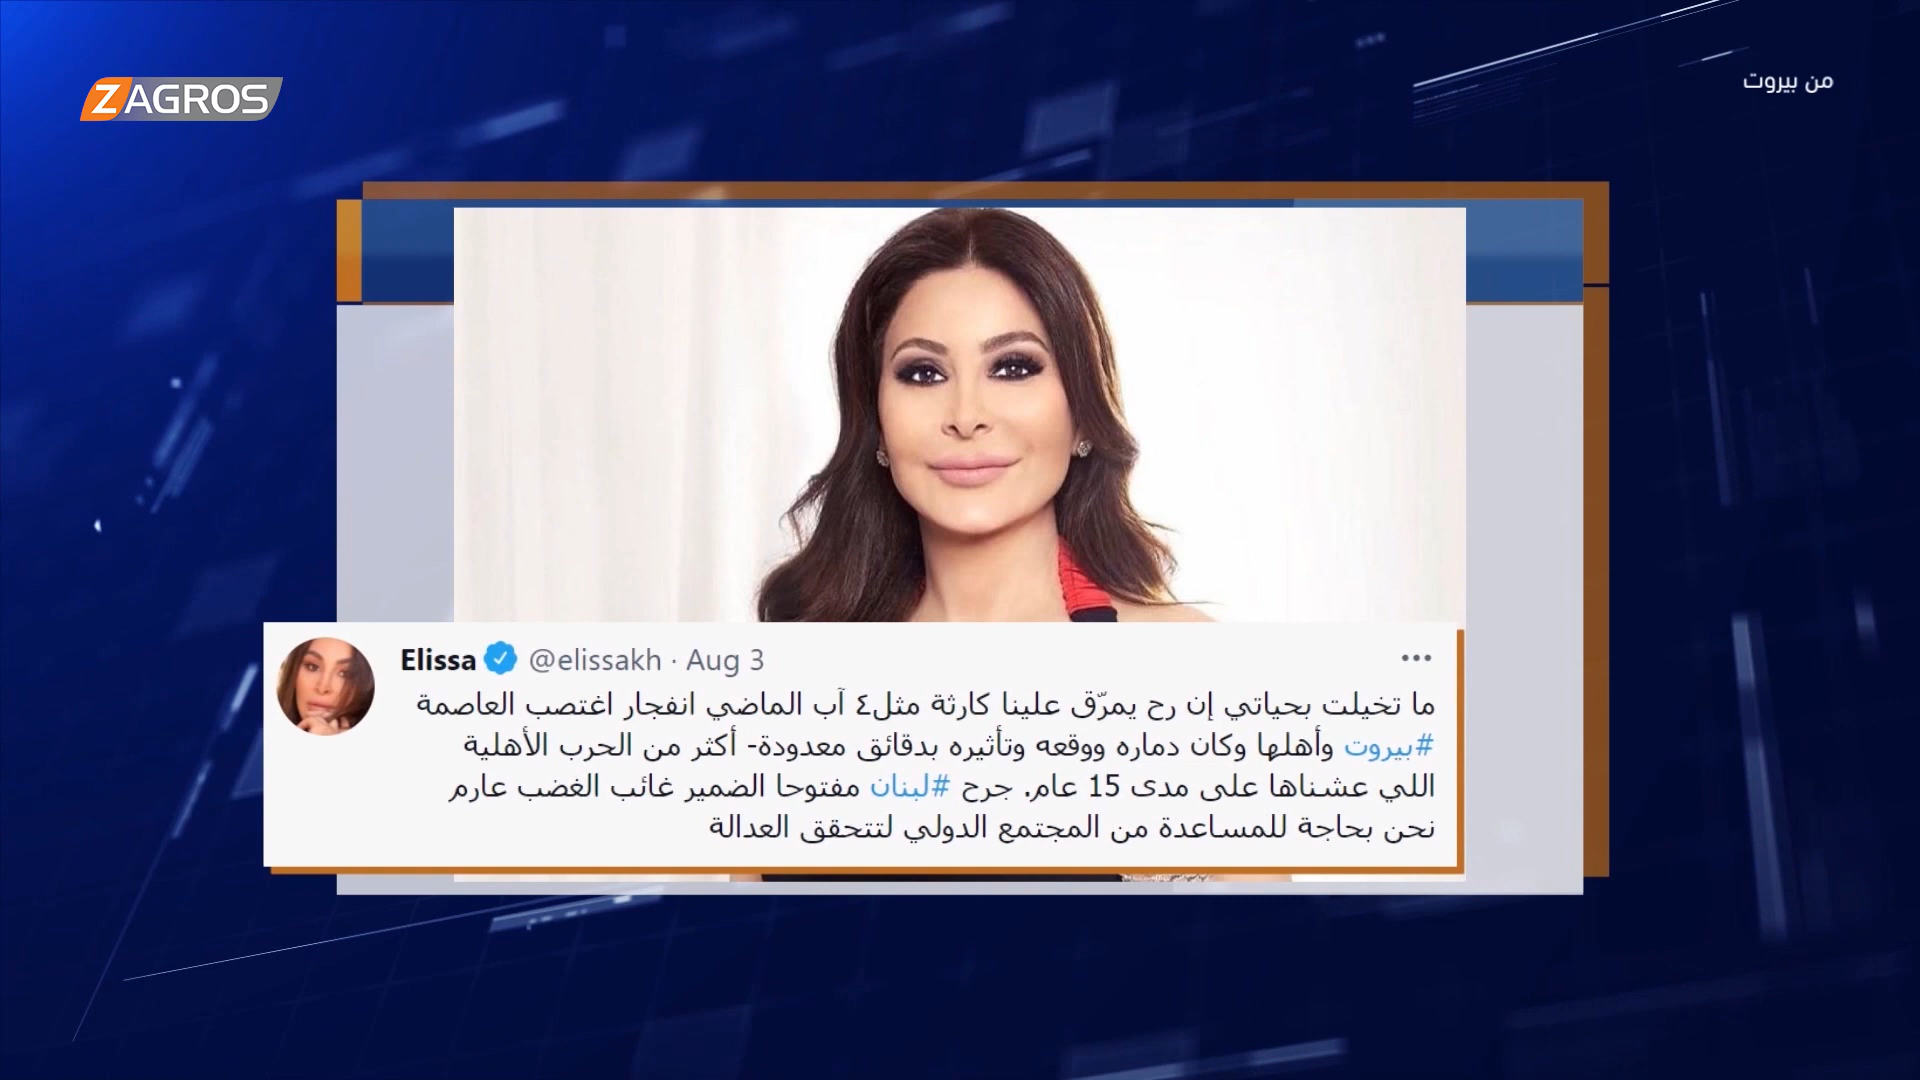 ZAGROS
من بيروت
Elissa @elissakh · Aug 3
ما تخيلت بحياتي إن رح يمرّق علينا كارثة مثل٤ آب الماضي انفجار اغتصب العاصمة
#بيروت وأهلها وكان دماره ووقعه وتأثيره بدقائق معدودة- أكثر من الحرب الأهلية
اللي عشناها على مدى 15 عام. جرح #لبنان مفتوحا الضمير غائب الغضب عارم
نحن بحاجة للمساعدة من المجتمع الدولي لتتحقق العدالة